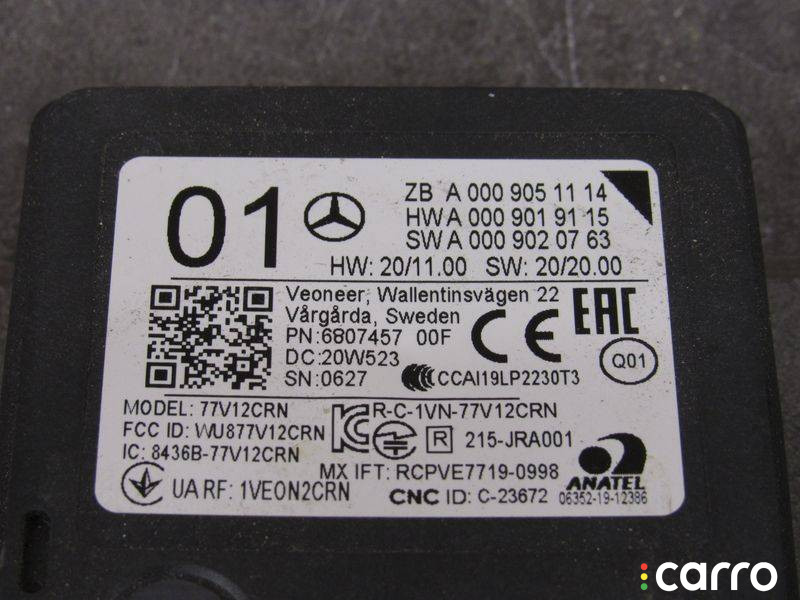 01
ZB A 000 905 11 14
HW A 000 901 91 15
SW A 000 902 07 63
HW: 20/11.00 SW: 20/20.00
Veoneer, Wallentinsvägen 22
Vårgårda, Sweden
PN:6807457 00F
DC:20W523
SN:0627
CE
EAC
CCAI19LP2230T3
Q01
MODEL: 77V12CRN
FCC ID: WU877V12CRN
IC: 8436B-77V12CRN
R-C-1VN-77V12CRN
R 215-JRA001
MX IFT: RCPVE7719-0998
UA RF: 1VEON2CRN
CNC ID: C-23672
ANATEL
06352-19-12386
carro